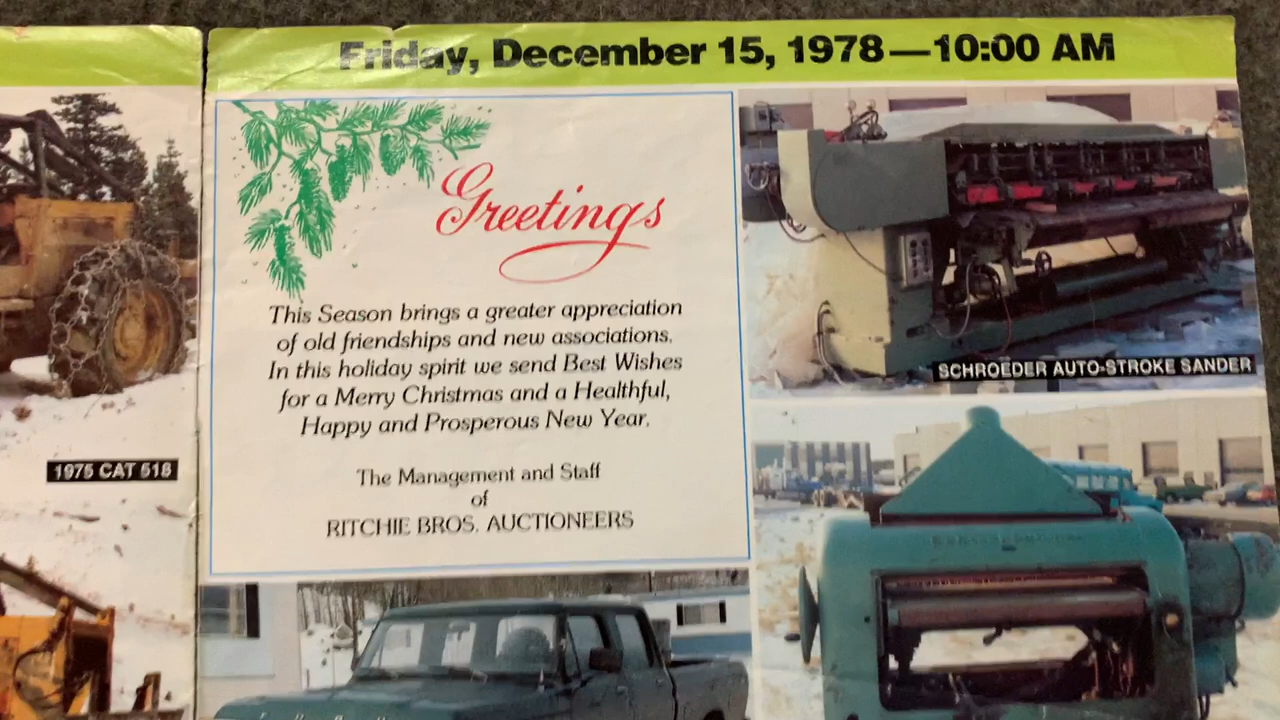 Friday, December 15, 1978—10:00 AM
Greetings
This Season brings a greater appreciation
of old friendships and new associations.
In this holiday spirit we send Best Wishes
for a Merry Christmas and a Healthful,
Happy and Prosperous New Year.
The Management and Staff
of
RITCHIE BROS. AUCTIONEERS
1975 CAT 518
SCHROEDER AUTO-STROKE SANDER